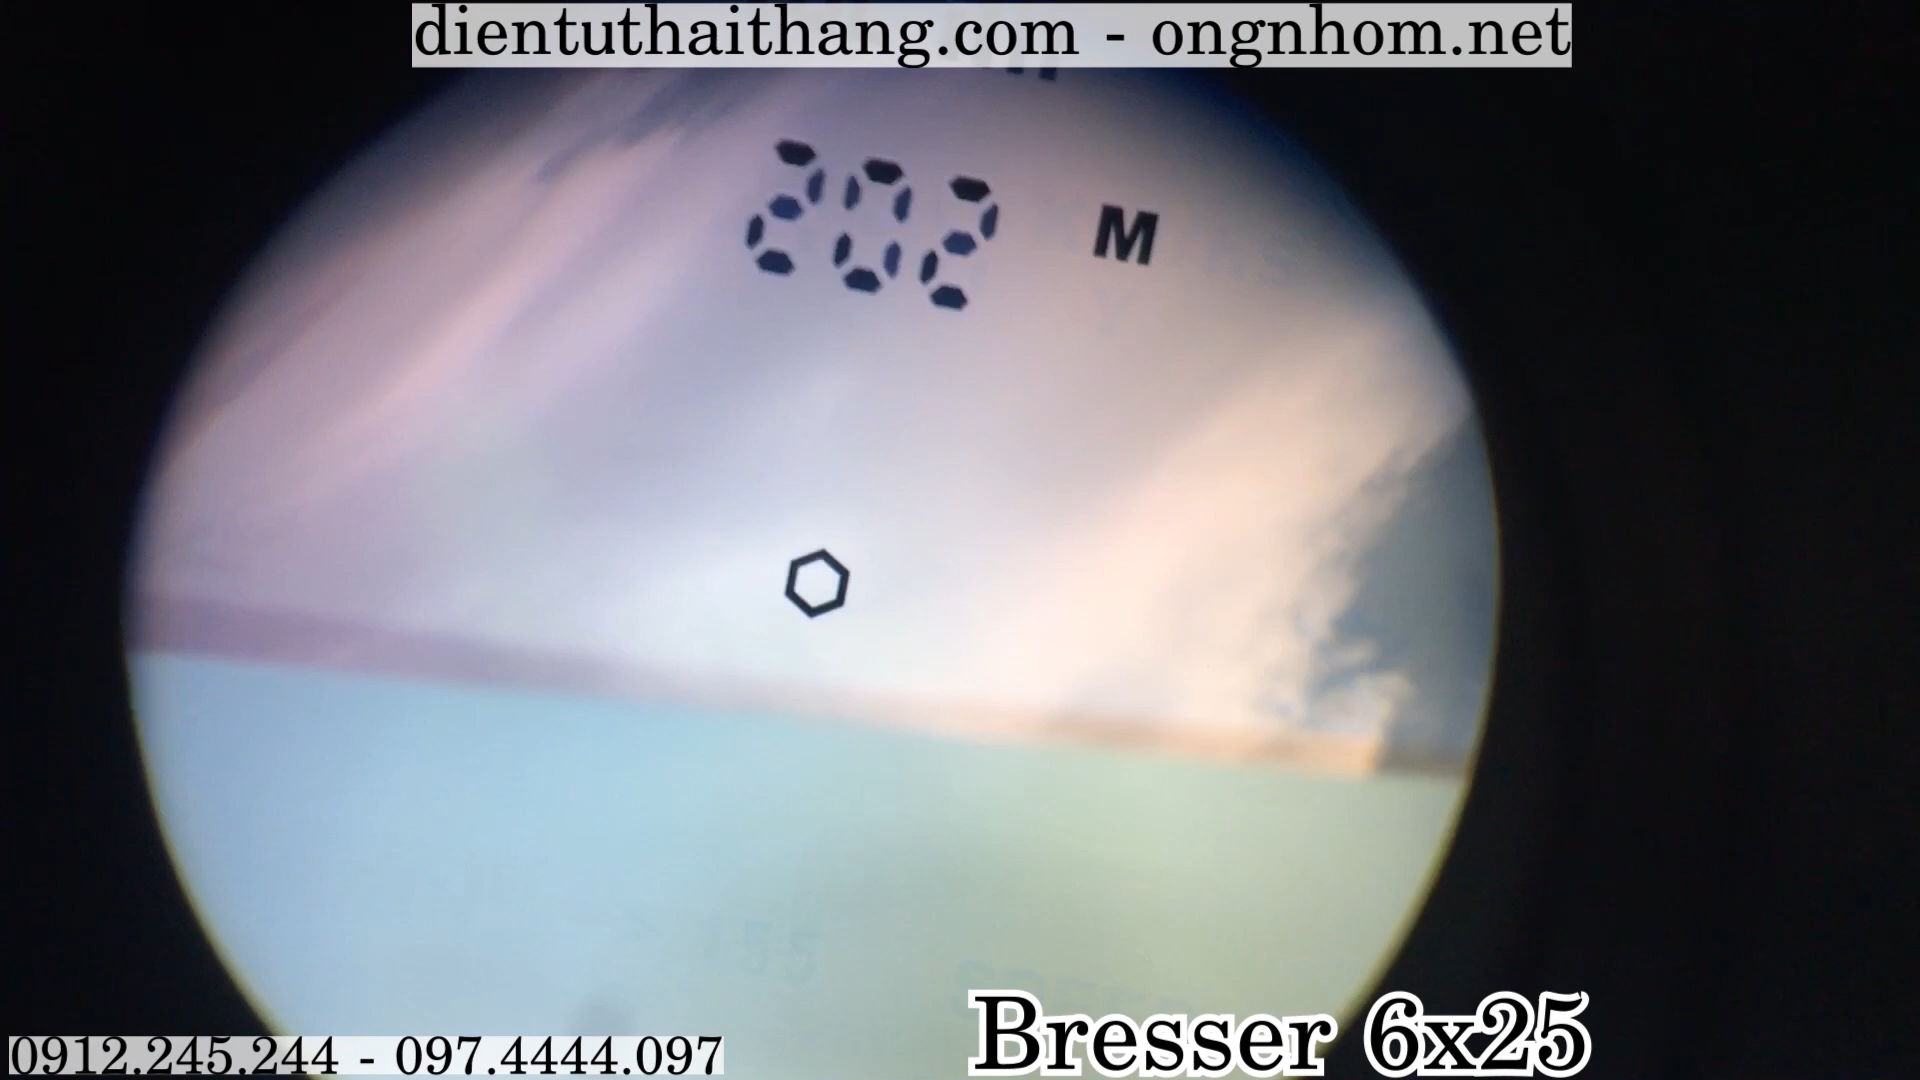 dientuthaithang.com - ongnhom.net
202 M
Bresser 6x25
0912.245.244 - 097.4444.097